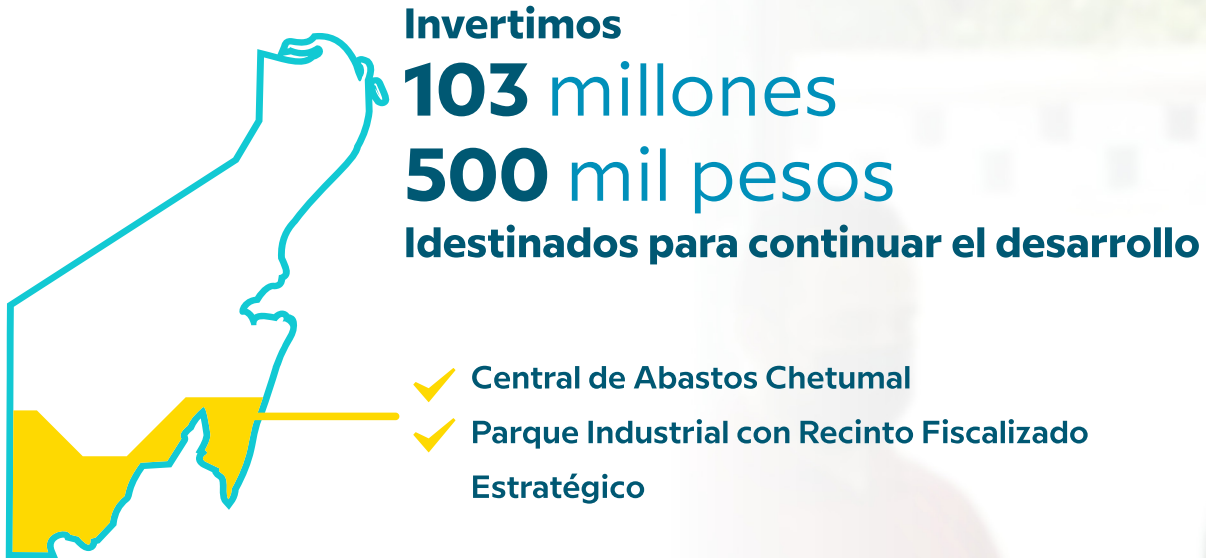 Invertimos
103 millones
500 mil pesos
Idestinados para continuar el desarrollo
Central de Abastos Chetumal
Parque Industrial con Recinto Fiscalizado
Estratégico